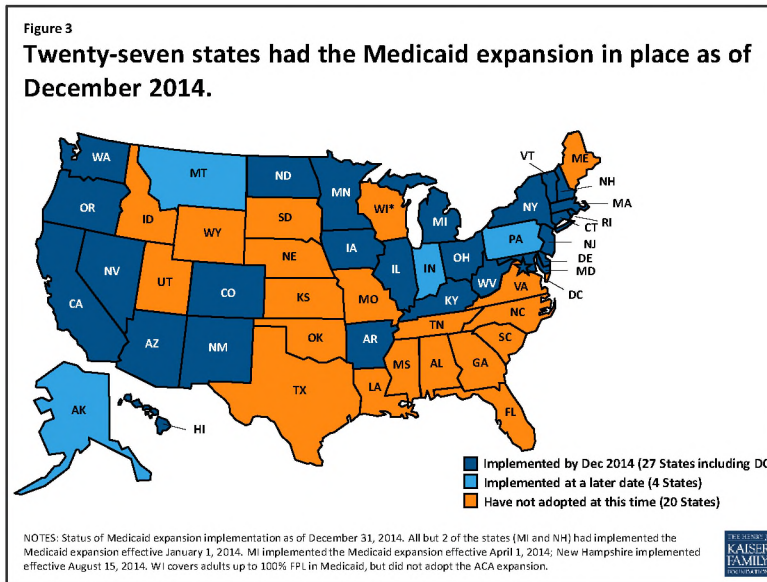 Figure 3
Twenty-seven states had the Medicaid expansion in place as of
December 2014.
WA
MT
ND
MN
VT
ME
NH
OR
ID
SD
WI*
MI
NY
MA
WY
RI
CT
NE
IA
PA
NJ
NV
UT
IL
IN
OH
DE
MD
CO
KS
MO
WV
VA
DC
CA
KY
NC
AZ
NM
OK
AR
TN
SC
MS
AL
GA
TX
LA
FL
AK
HI
Implemented by Dec 2014 (27 States including DC
Implemented at a later date (4 States)
Have not adopted at this time (20 States)
NOTES: Status of Medicaid expansion implementation as of December 31, 2014. All but 2 of the states (MI and NH) had implemented the
Medicaid expansion effective January 1, 2014. MI implemented the Medicaid expansion effective April 1, 2014; New Hampshire implemented
effective August 15, 2014. WI covers adults up to 100% FPL in Medicaid, but did not adopt the ACA expansion.
THE HENRY J.
KAISER
FAMILY
FOUNDATION